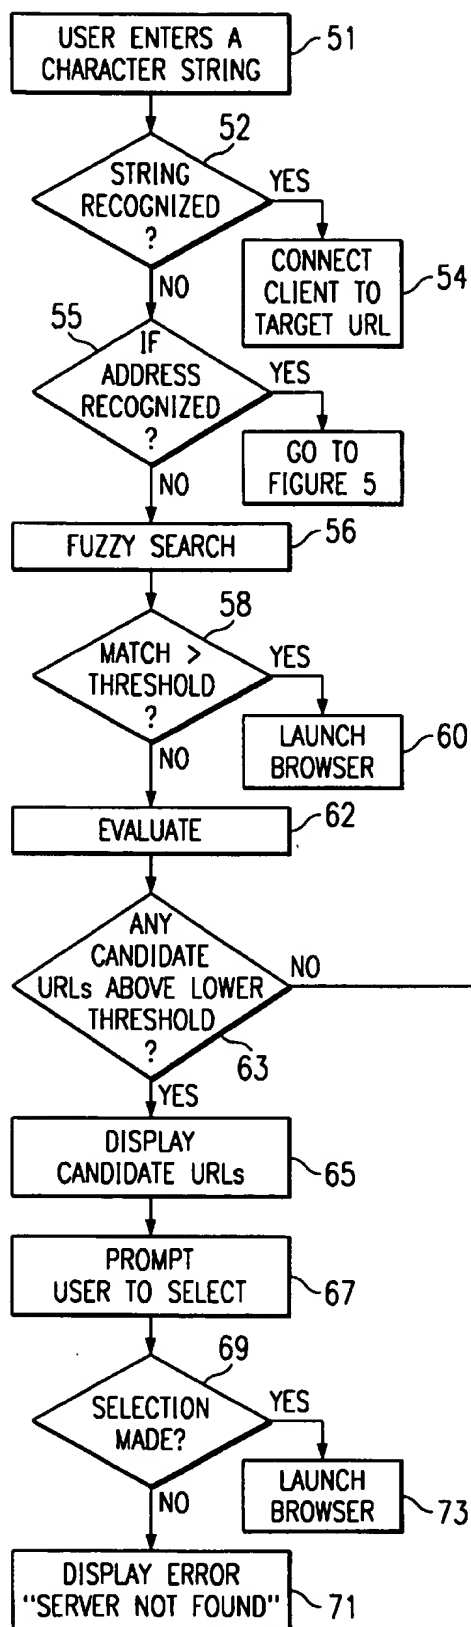 USER ENTERS A
CHARACTER STRING
51
52
STRING
RECOGNIZED
?
YES
NO
CONNECT
CLIENT TO
TARGET URL
54
55
IF
ADDRESS
RECOGNIZED
?
YES
NO
GO TO
FIGURE 5
FUZZY SEARCH
56
58
MATCH >
THRESHOLD
?
YES
NO
LAUNCH
BROWSER
60
EVALUATE
62
ANY
CANDIDATE
URLs ABOVE LOWER
THRESHOLD
?
NO
63
YES
DISPLAY
CANDIDATE URLs
65
PROMPT
USER TO SELECT
67
69
SELECTION
MADE?
YES
NO
LAUNCH
BROWSER
73
DISPLAY ERROR
"SERVER NOT FOUND"
71